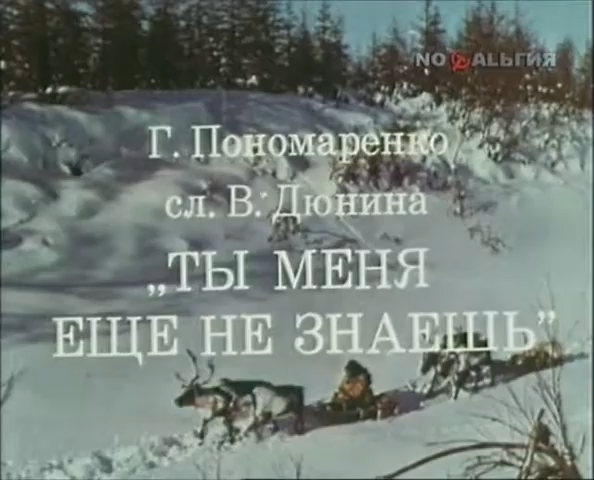 NOСТАЛЬГИЯ
Г. Пономаренко
сл. В. Дюнина
„ТЫ МЕНЯ
ЕЩЕ НЕ ЗНАЕШЬ”